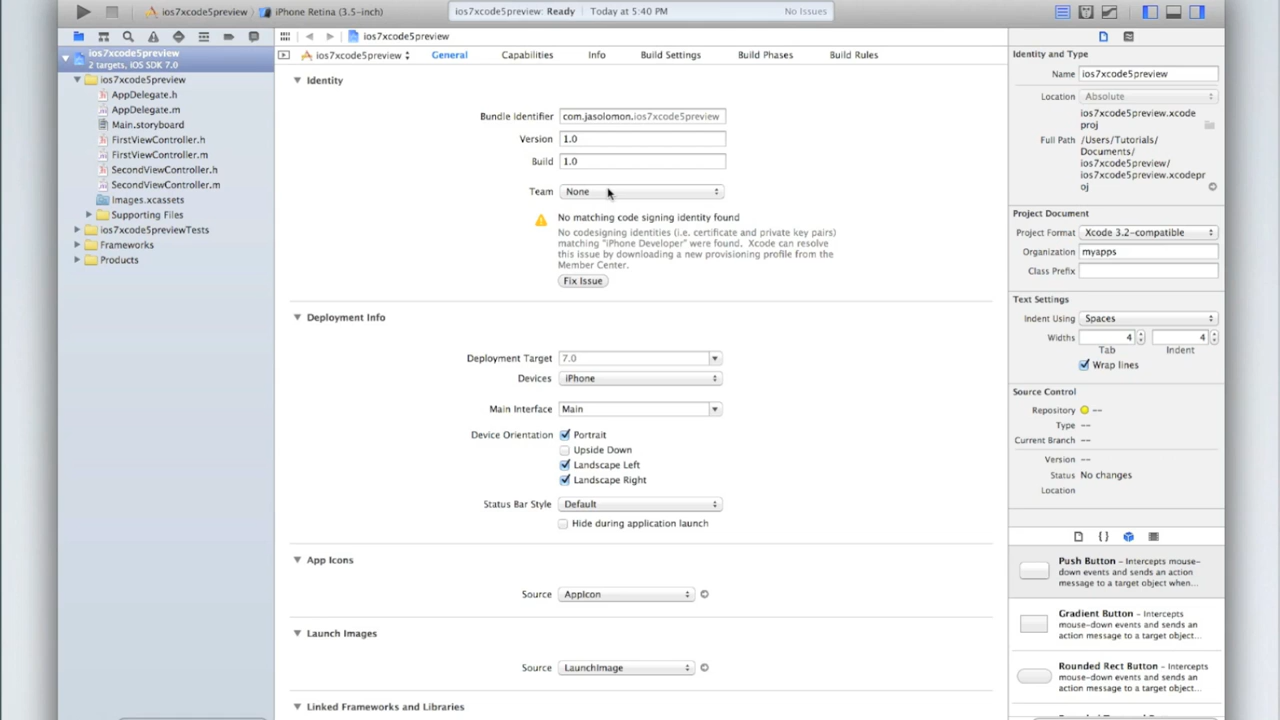 ios7xcode5preview iPhone Retina (3.5-inch)
ios7xcode5preview: Ready Today at 5:40 PM No Issues
ios7xcode5preview
2 targets, iOS SDK 7.0
ios7xcode5preview
AppDelegate.h
AppDelegate.m
Main.storyboard
FirstViewController.h
FirstViewController.m
SecondViewController.h
SecondViewController.m
Images.xcassets
Supporting Files
ios7xcode5previewTests
Frameworks
Products
ios7xcode5preview
ios7xcode5preview General Capabilities Info Build Settings Build Phases Build Rules
Identity
Bundle Identifier com.jasolomon.ios7xcode5preview
Version 1.0
Build 1.0
Team None
No matching code signing identity found
No codesigning identities (i.e. certificate and private key pairs)
matching "iPhone Developer" were found. Xcode can resolve
this issue by downloading a new provisioning profile from the
Member Center.
Fix Issue
Deployment Info
Deployment Target 7.0
Devices iPhone
Main Interface Main
Device Orientation Portrait
Upside Down
Landscape Left
Landscape Right
Status Bar Style Default
Hide during application launch
App Icons
Source AppIcon
Launch Images
Source LaunchImage
Linked Frameworks and Libraries
Identity and Type
Name ios7xcode5preview
Location Absolute
ios7xcode5preview.xcode
proj
Full Path /Users/Tutorials/
Documents/
ios7xcode5preview/
ios7xcode5preview.xcodepr
oj
Project Document
Project Format Xcode 3.2-compatible
Organization myapps
Class Prefix
Text Settings
Indent Using Spaces
Widths 4 4
Tab Indent
Wrap lines
Source Control
Repository --
Type --
Current Branch --
Version --
Status No changes
Location
Push Button - Intercepts mouse-
down events and sends an action
message to a target object when...
Gradient Button - Intercepts
mouse-down events and sends an
action message to a target object...
Rounded Rect Button - Intercepts
mouse-down events and sends an
action message to a target object...